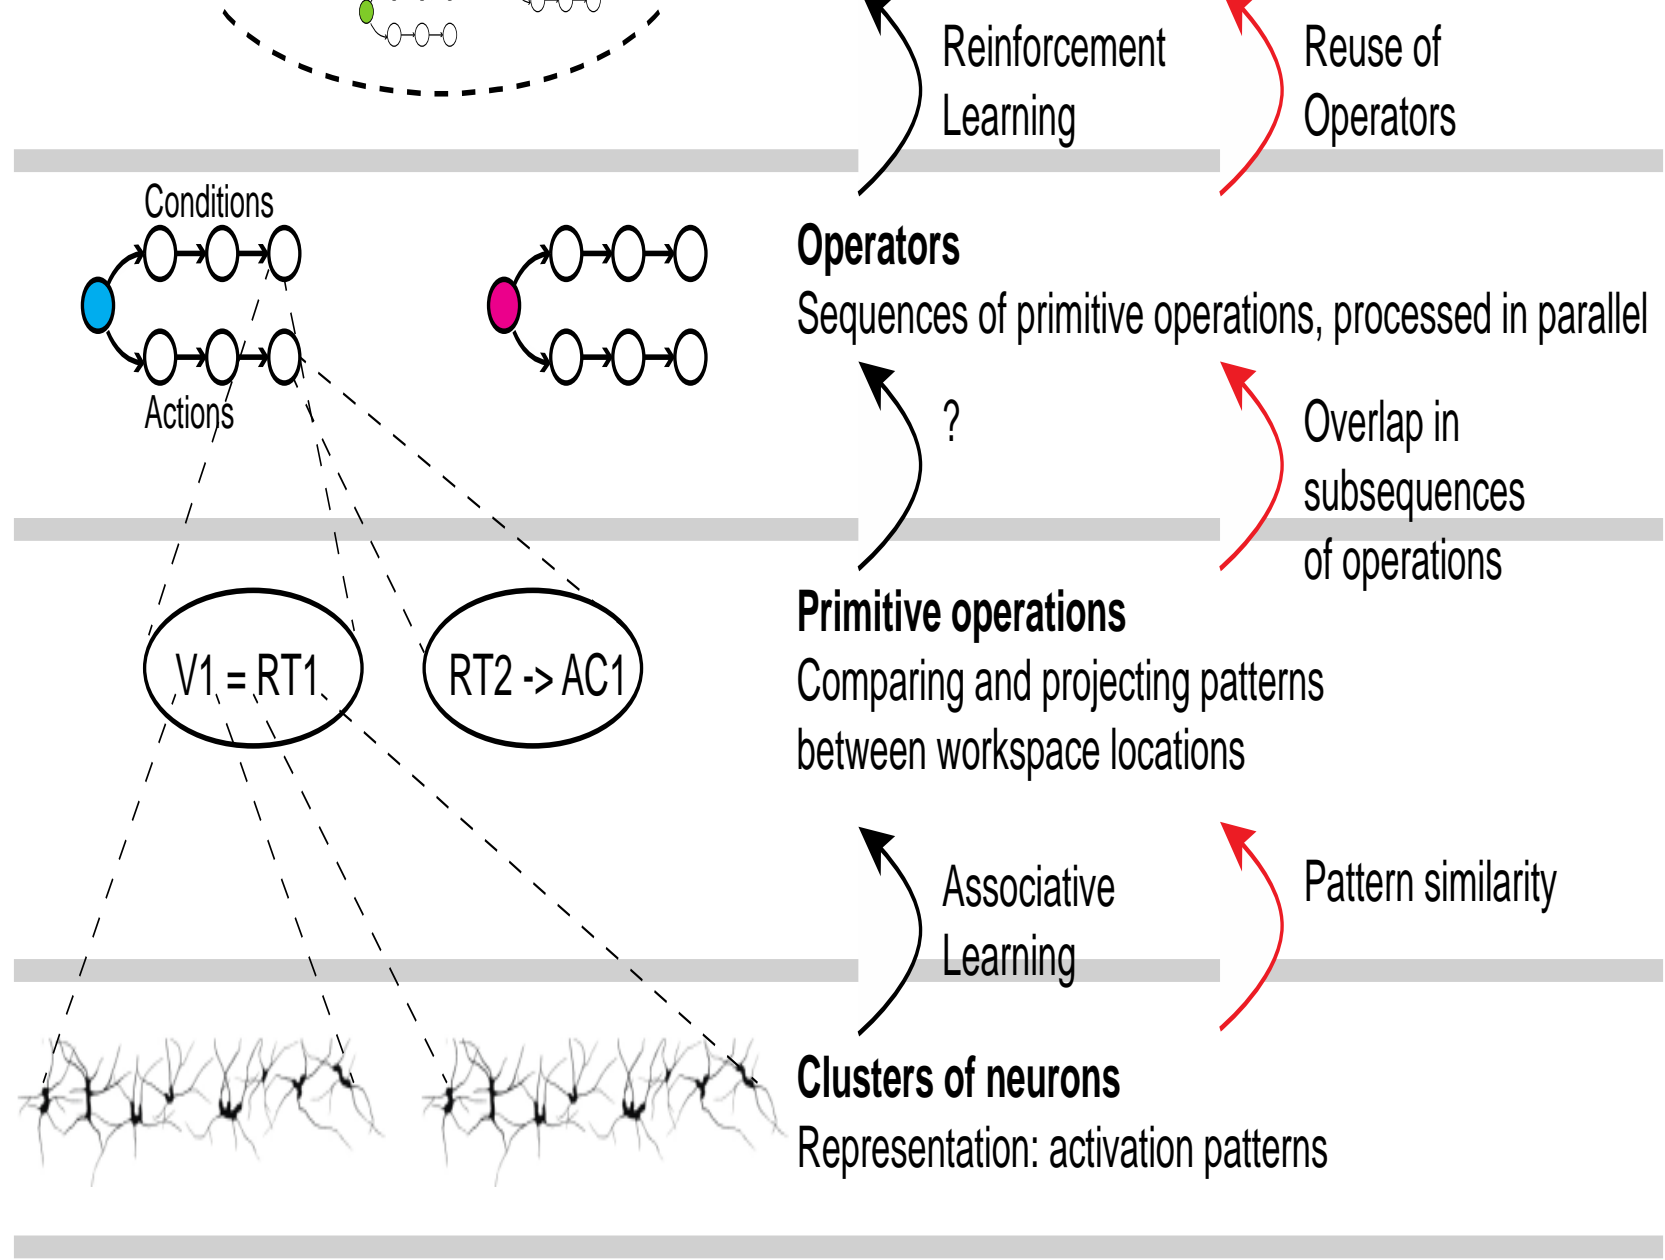 Reinforcement
Learning
Reuse of
Operators
Conditions
Actions
Operators
Sequences of primitive operations, processed in parallel
?
Overlap in
subsequences
of operations
V1 = RT1
RT2 -> AC1
Primitive operations
Comparing and projecting patterns
between workspace locations
Associative
Learning
Pattern similarity
Clusters of neurons
Representation: activation patterns